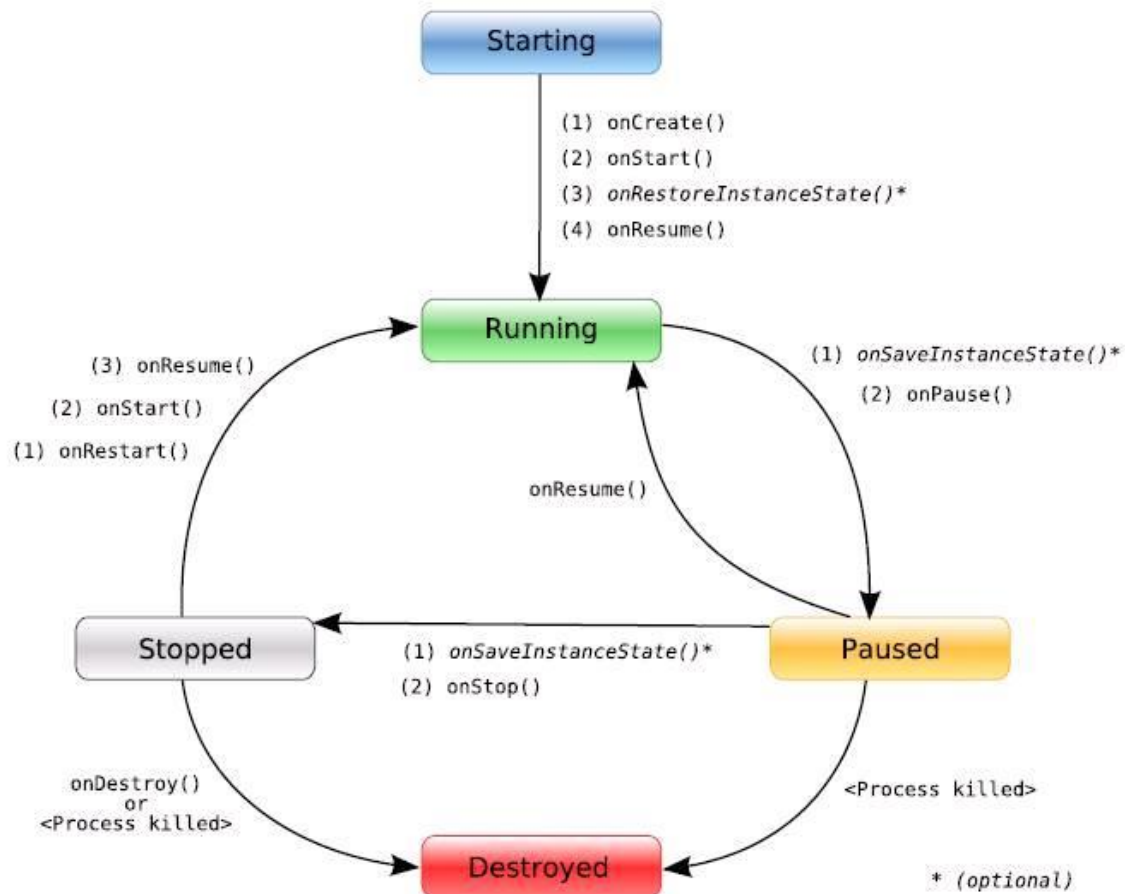 Starting
(1) onCreate()
(2) onStart()
(3) onRestoreInstanceState()*
(4) onResume()
Running
(3) onResume()
(2) onStart()
(1) onRestart()
(1) onSaveInstanceState()*
(2) onPause()
onResume()
Stopped
(1) onSaveInstanceState()*
(2) onStop()
Paused
onDestroy()
or
<Process killed>
<Process killed>
Destroyed
* (optional)